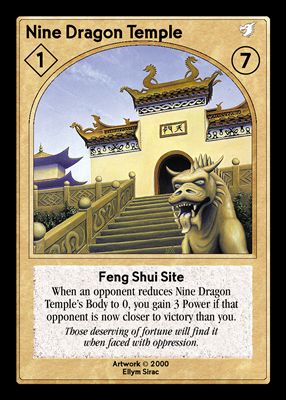 Nine Dragon Temple
1
7
Feng Shui Site
When an opponent reduces Nine Dragon
Temple's Body to 0, you gain 3 Power if that
opponent is now closer to victory than you.
Those deserving of fortune will find it
when faced with oppression.
Artwork © 2000
Ellym Sirac